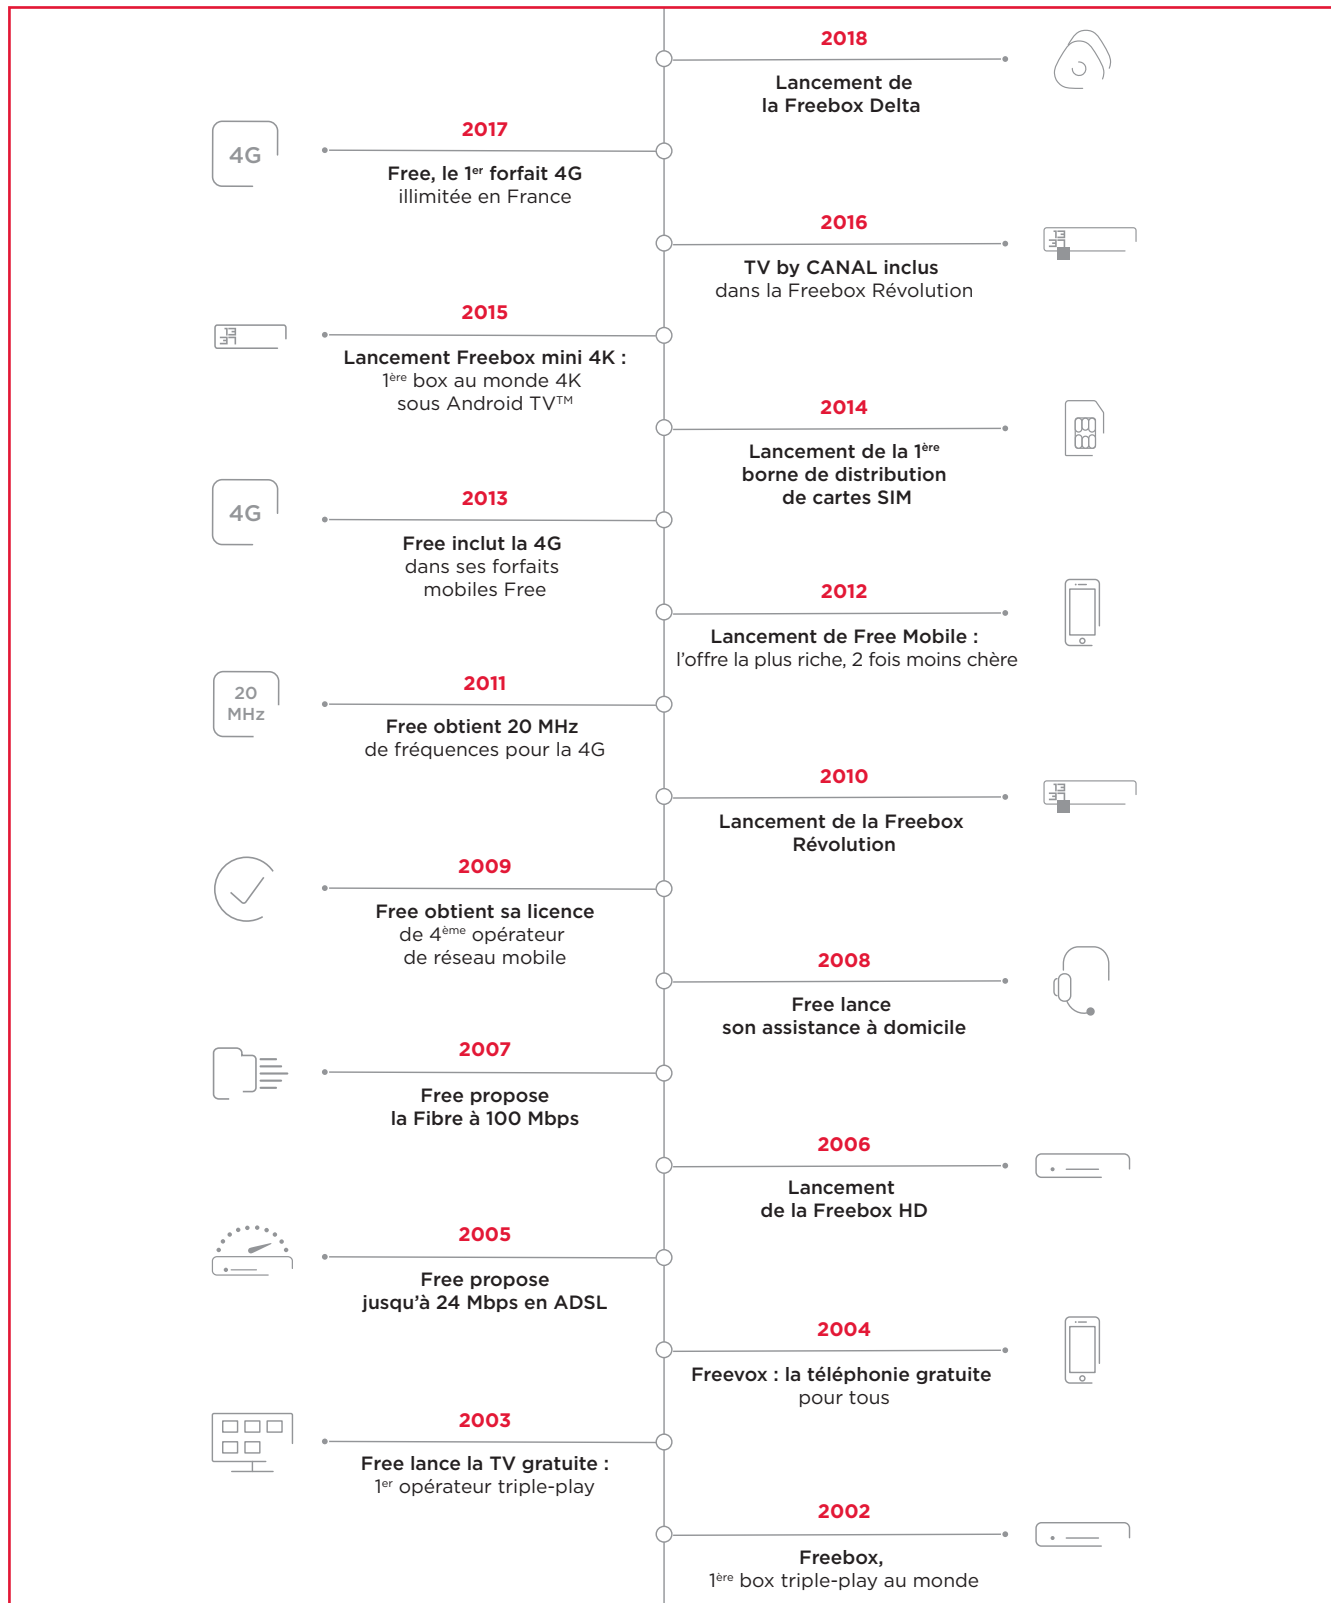 2018
Lancement de
la Freebox Delta
4G
2017
Free, le 1er forfait 4G
illimitée en France
2016
TV by CANAL inclus
dans la Freebox Révolution
13
37
2015
Lancement Freebox mini 4K :
1ère box au monde 4K
sous Android TV™
13
37
2014
Lancement de la 1ère
borne de distribution
de cartes SIM
4G
2013
Free inclut la 4G
dans ses forfaits
mobiles Free
2012
Lancement de Free Mobile :
l’offre la plus riche, 2 fois moins chère
20
MHz
2011
Free obtient 20 MHz
de fréquences pour la 4G
2010
Lancement de la Freebox
Révolution
13
37
2009
Free obtient sa licence
de 4ème opérateur
de réseau mobile
2008
Free lance
son assistance à domicile
2007
Free propose
la Fibre à 100 Mbps
2006
Lancement
de la Freebox HD
2005
Free propose
jusqu’à 24 Mbps en ADSL
2004
Freevox : la téléphonie gratuite
pour tous
2003
Free lance la TV gratuite :
1er opérateur triple-play
2002
Freebox,
1ère box triple-play au monde